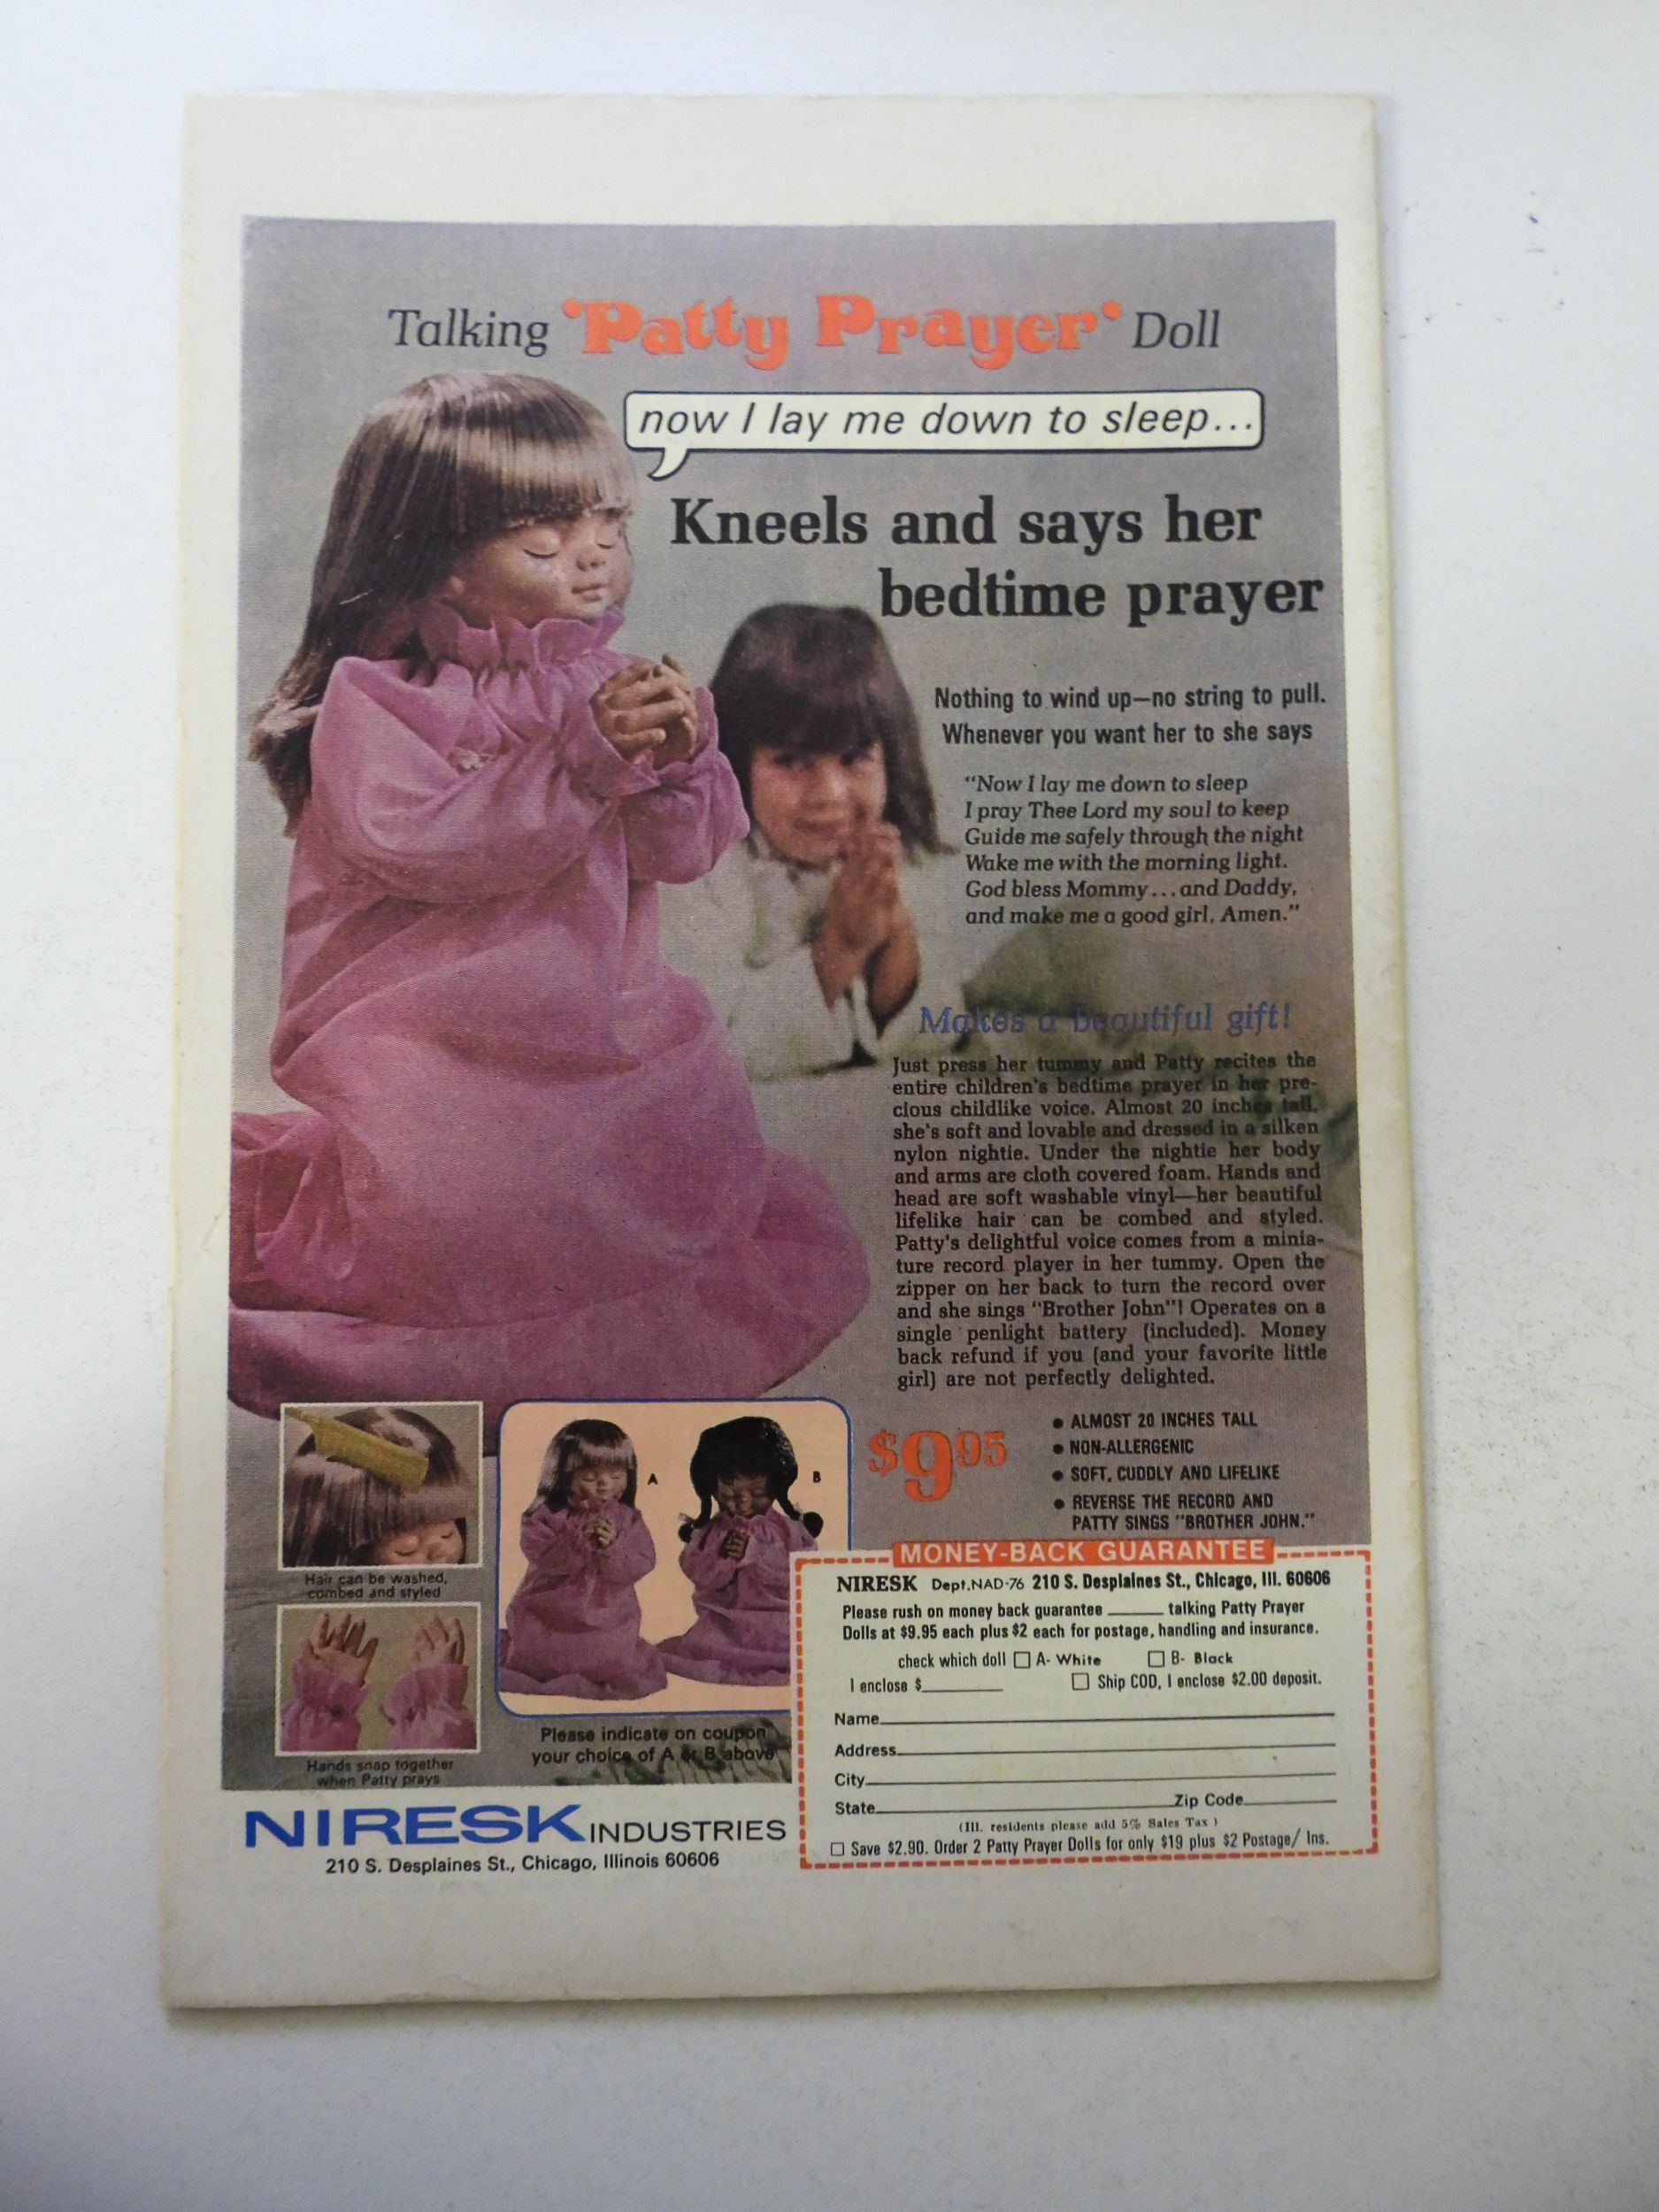 Talking 'Patty Prayer' Doll
now I lay me down to sleep...
Kneels and says her
bedtime prayer
Nothing to wind up—no string to pull.
Whenever you want her to she says
"Now I lay me down to sleep
I pray Thee Lord my soul to keep
Guide me safely through the night
Wake me with the morning light.
God bless Mommy...and Daddy,
and make me a good girl. Amen."
Makes a beautiful gift!
Just press her tummy and Patty recites the
entire children's bedtime prayer in her pre-
cious childlike voice. Almost 20 inches tall,
she's soft and lovable and dressed in a silken
nylon nightie. Under the nightie her body
and arms are cloth covered foam. Hands and
head are soft washable vinyl—her beautiful
lifelike hair can be combed and styled.
Patty's delightful voice comes from a minia-
ture record player in her tummy. Open the
zipper on her back to turn the record over
and she sings "Brother John"! Operates on a
single penlight battery (included). Money
back refund if you (and your favorite little
girl) are not perfectly delighted.
$9.95
• ALMOST 20 INCHES TALL
• NON-ALLERGENIC
• SOFT, CUDDLY AND LIFELIKE
• REVERSE THE RECORD AND
PATTY SINGS "BROTHER JOHN."
Hair can be washed,
combed and styled
Hands snap together
when Patty prays
A
B
Please indicate on coupon
your choice of A or B above
NIRESK INDUSTRIES
210 S. Desplaines St., Chicago, Illinois 60606
MONEY-BACK GUARANTEE
NIRESK Dept.NAD-76 210 S. Desplaines St., Chicago, Ill. 60606
Please rush on money back guarantee ______ talking Patty Prayer
Dolls at $9.95 each plus $2 each for postage, handling and insurance.
check which doll □ A- White □ B- Black
I enclose $________ □ Ship COD, I enclose $2.00 deposit.
Name
Address
City
State Zip Code
(Ill. residents please add 5% Sales Tax)
□ Save $2.90. Order 2 Patty Prayer Dolls for only $19 plus $2 Postage/ Ins.